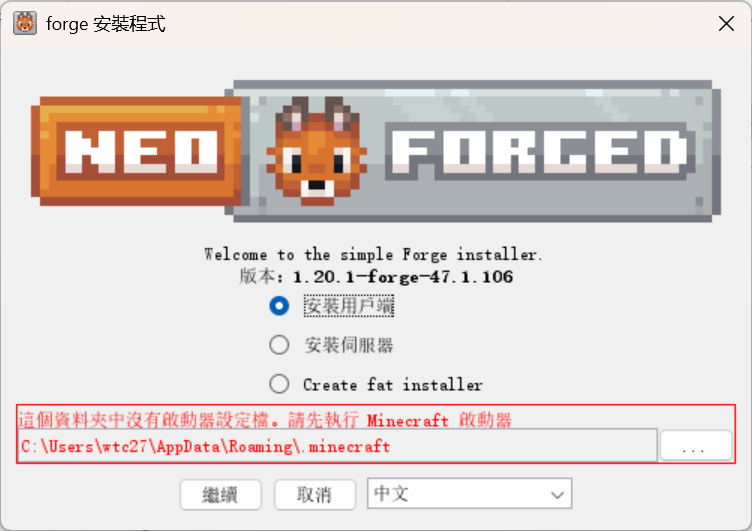 forge 安裝程式
NEO FORGED
Welcome to the simple Forge installer.
版本: 1.20.1-forge-47.1.106
安裝用戶端
安裝伺服器
Create fat installer
這個資料夾中沒有啟動器設定檔。請先執行 Minecraft 啟動器
C:\Users\wtc27\AppData\Roaming\.minecraft
...
繼續 取消 中文